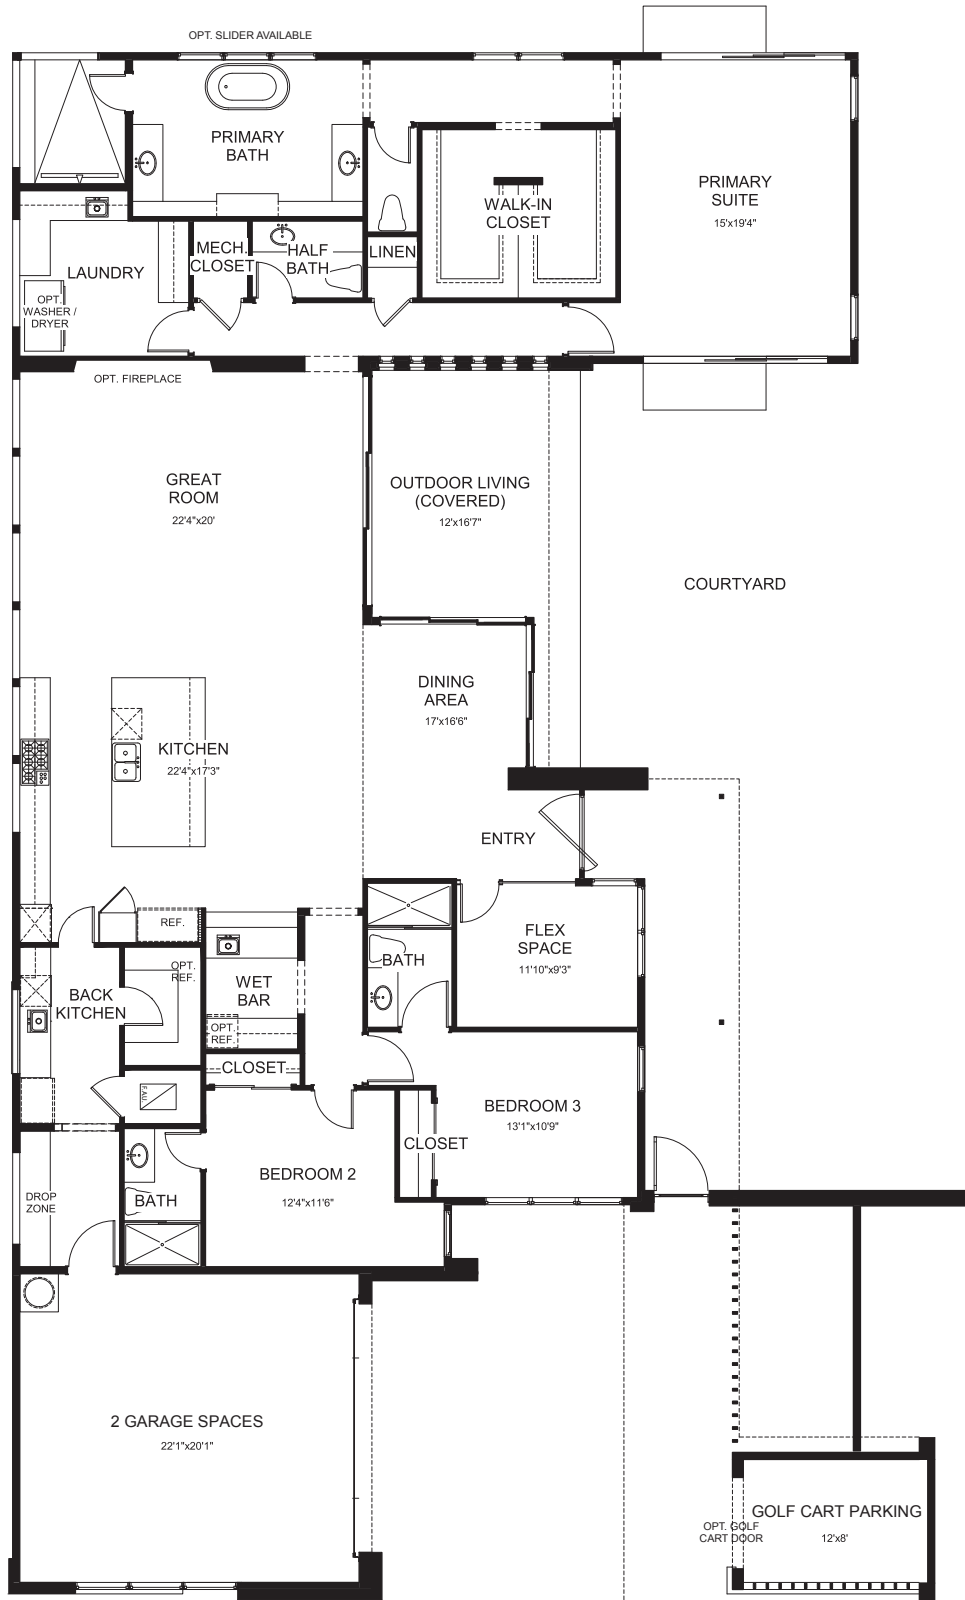 OPT. SLIDER AVAILABLE
PRIMARY
BATH
PRIMARY
SUITE
15'x19'4"
WALK-IN
CLOSET
MECH.
CLOSET
HALF
BATH
LINEN
LAUNDRY
OPT.
WASHER /
DRYER
OPT. FIREPLACE
GREAT
ROOM
22'4"x20'
OUTDOOR LIVING
(COVERED)
12'x16'7"
COURTYARD
DINING
AREA
17'x16'6"
KITCHEN
22'4"x17'3"
ENTRY
REF.
FLEX
SPACE
11'10"x9'3"
BATH
OPT.
REF.
WET
BAR
BACK
KITCHEN
OPT.
REF.
CLOSET
F.A.U.
BEDROOM 3
13'1"x10'9"
CLOSET
BEDROOM 2
12'4"x11'6"
DROP
ZONE
BATH
2 GARAGE SPACES
22'1"x20'1"
GOLF CART PARKING
12'x8'
OPT. GOLF
CART DOOR